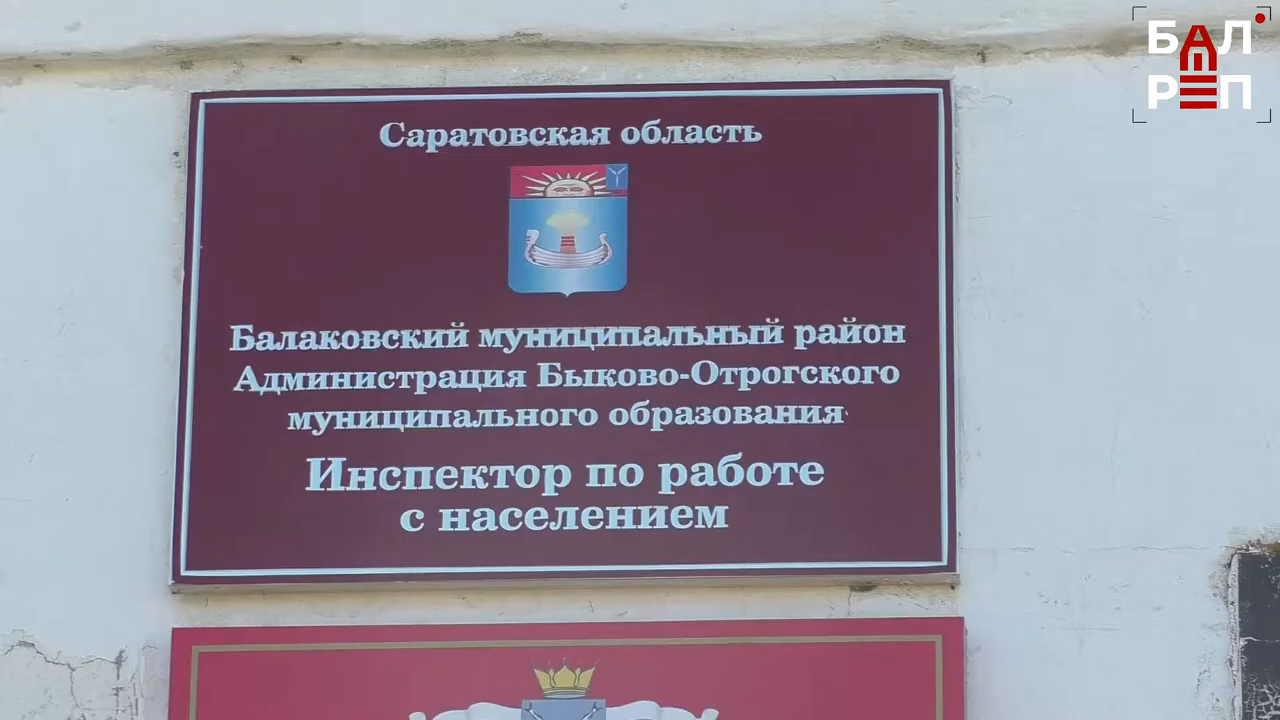 БАЛ
РЕП
Саратовская область
Балаковский муниципальный район
Администрация Быково-Отрогского
муниципального образования
Инспектор по работе
с населением